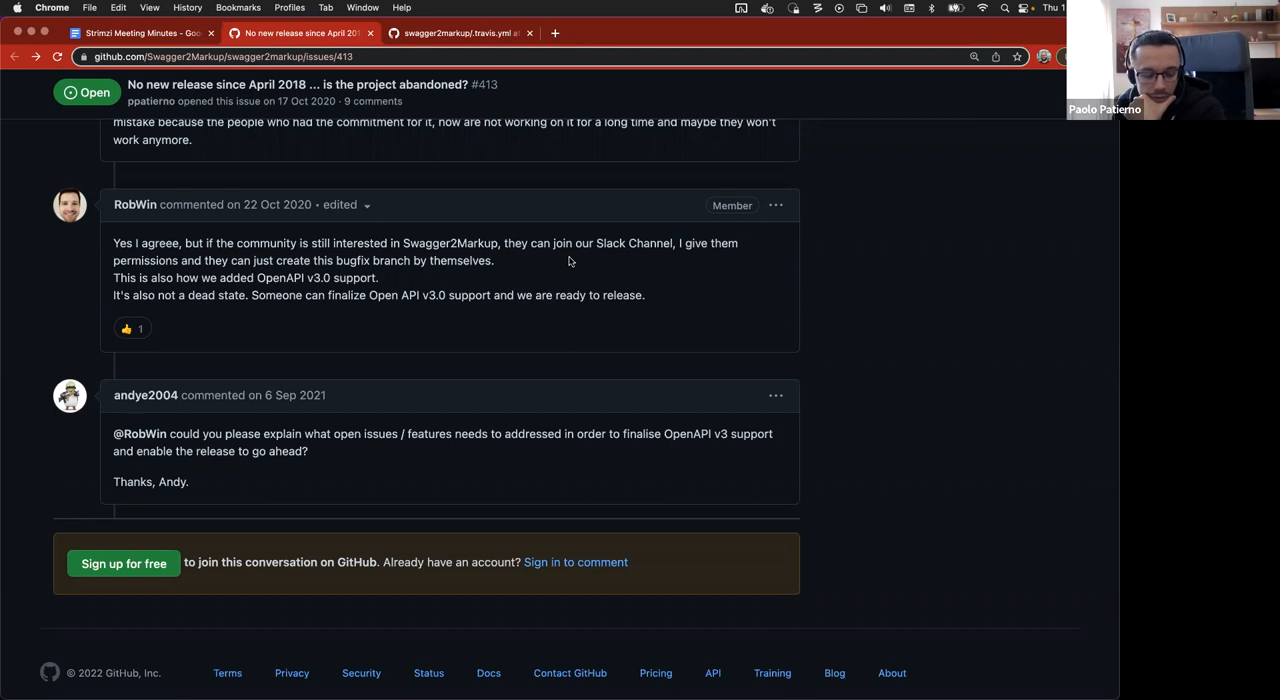 Chrome File Edit View History Bookmarks Profiles Tab Window Help Thu 1
Strimzi Meeting Minutes - Goo
No new release since April 201
swagger2markup/.travis.yml at
github.com/Swagger2Markup/swagger2markup/issues/413
Open
No new release since April 2018 ... is the project abandoned? #413
ppatierno opened this issue on 17 Oct 2020 · 9 comments
Paolo Patierno
mistake because the people who had the commitment for it, now are not working on it for a long time and maybe they won't
work anymore.
RobWin commented on 22 Oct 2020 • edited
Member
Yes I agreee, but if the community is still interested in Swagger2Markup, they can join our Slack Channel, I give them
permissions and they can just create this bugfix branch by themselves.
This is also how we added OpenAPI v3.0 support.
It's also not a dead state. Someone can finalize Open API v3.0 support and we are ready to release.
👍 1
andye2004 commented on 6 Sep 2021
@RobWin could you please explain what open issues / features needs to addressed in order to finalise OpenAPI v3 support
and enable the release to go ahead?
Thanks, Andy.
Sign up for free to join this conversation on GitHub. Already have an account? Sign in to comment
© 2022 GitHub, Inc. Terms Privacy Security Status Docs Contact GitHub Pricing API Training Blog About